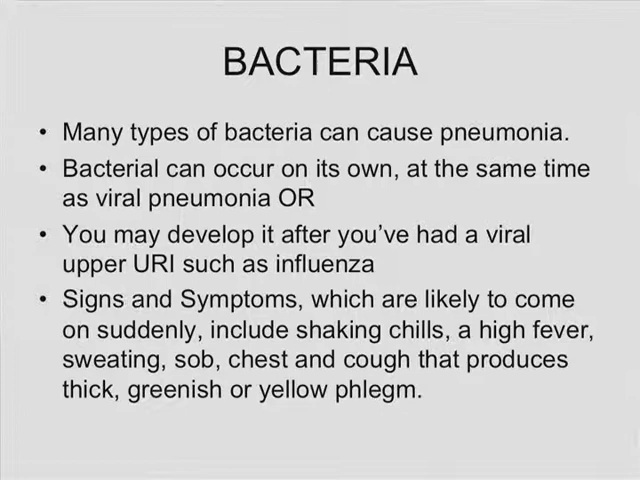 BACTERIA
• Many types of bacteria can cause pneumonia.
• Bacterial can occur on its own, at the same time
as viral pneumonia OR
• You may develop it after you’ve had a viral
upper URI such as influenza
• Signs and Symptoms, which are likely to come
on suddenly, include shaking chills, a high fever,
sweating, sob, chest and cough that produces
thick, greenish or yellow phlegm.